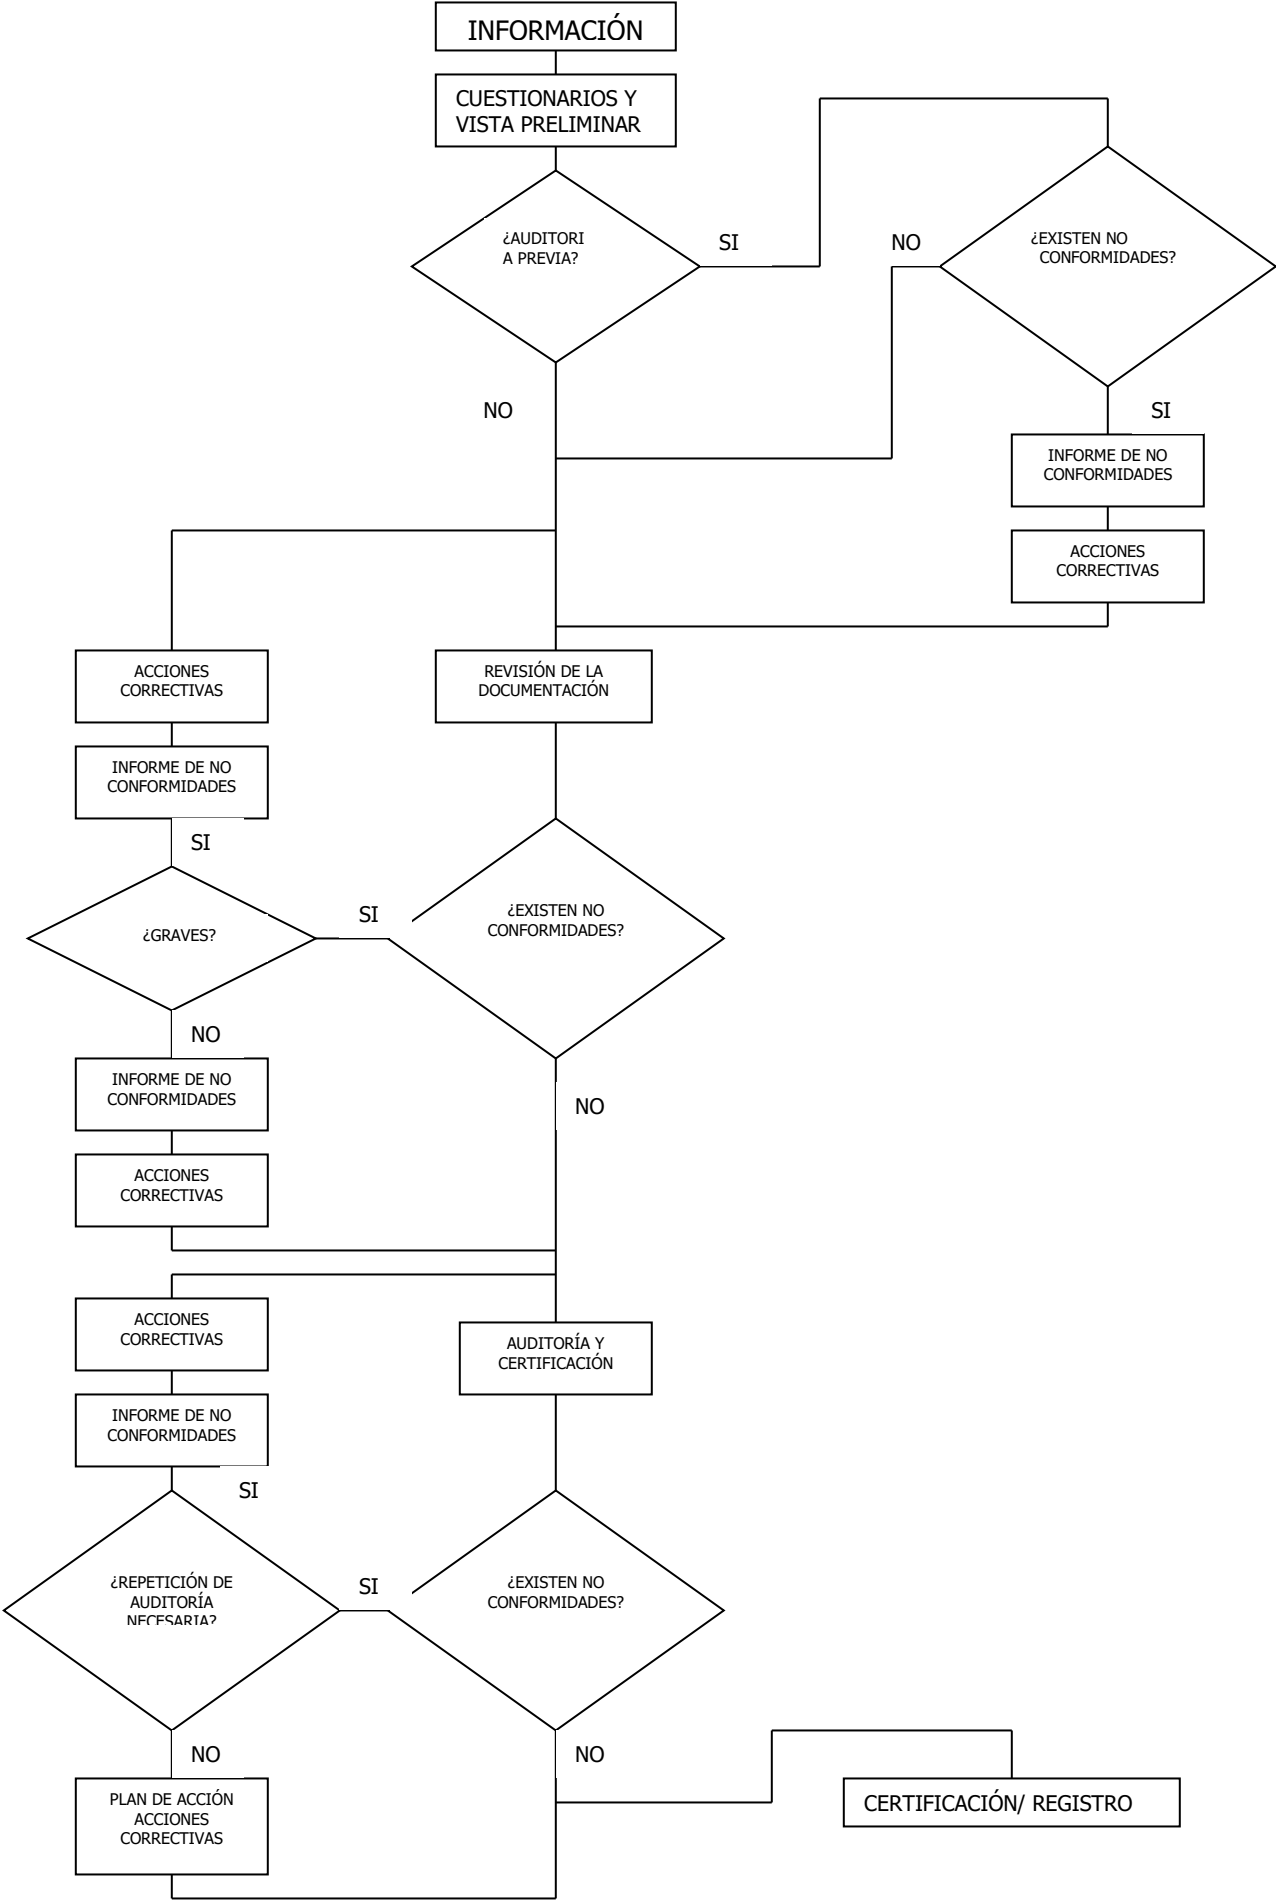 INFORMACIÓN
CUESTIONARIOS Y
VISTA PRELIMINAR
¿AUDITORI
A PREVIA?
SI
NO
¿EXISTEN NO
CONFORMIDADES?
NO
SI
INFORME DE NO
CONFORMIDADES
ACCIONES
CORRECTIVAS
ACCIONES
CORRECTIVAS
REVISIÓN DE LA
DOCUMENTACIÓN
INFORME DE NO
CONFORMIDADES
SI
¿GRAVES?
SI
¿EXISTEN NO
CONFORMIDADES?
NO
INFORME DE NO
CONFORMIDADES
NO
ACCIONES
CORRECTIVAS
ACCIONES
CORRECTIVAS
AUDITORÍA Y
CERTIFICACIÓN
INFORME DE NO
CONFORMIDADES
SI
¿REPETICIÓN DE
AUDITORÍA
NECESARIA?
SI
¿EXISTEN NO
CONFORMIDADES?
NO
NO
PLAN DE ACCIÓN
ACCIONES
CORRECTIVAS
CERTIFICACIÓN/ REGISTRO